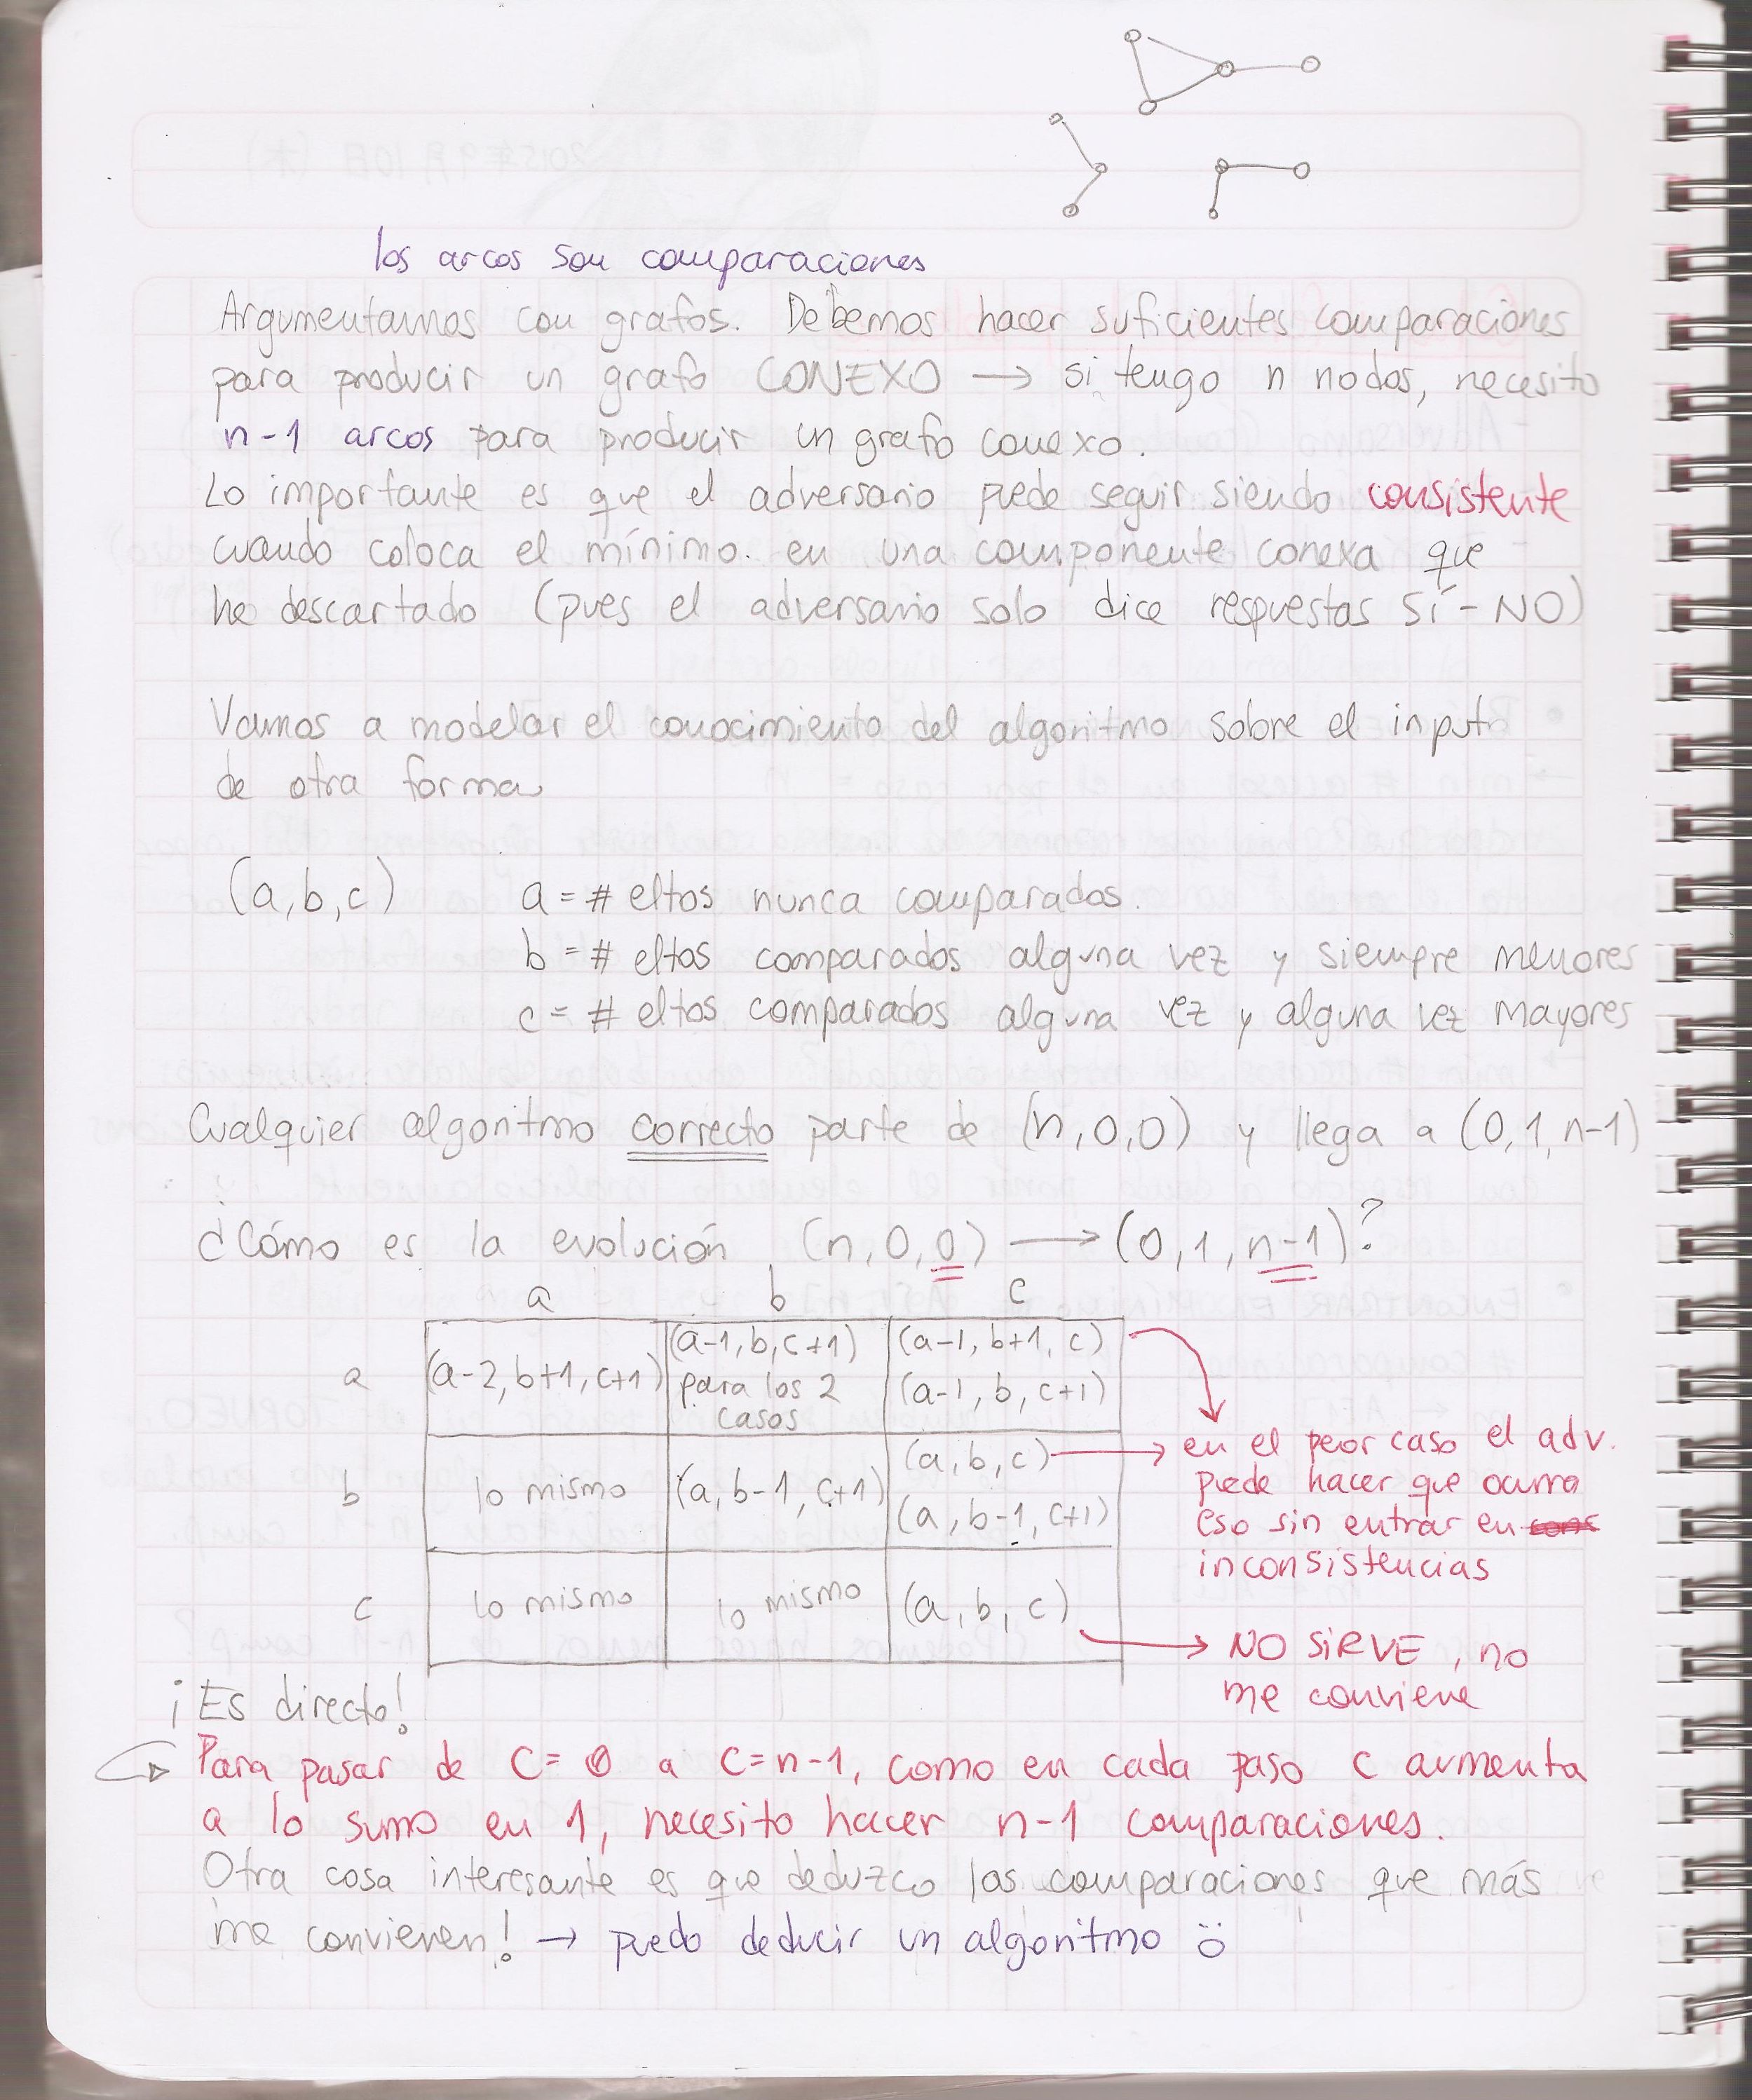 los arcos son comparaciones
Argumentamos con grafos. Debemos hacer suficientes comparaciones
para producir un grafo CONEXO → si tengo n nodos, necesito
n-1 arcos para producir un grafo conexo.
Lo importante es que el adversario puede seguir siendo consistente
cuando coloca el mínimo. en una componente conexa que
he descartado (pues el adversario solo dice respuestas SÍ-NO)
Vamos a modelar el conocimiento del algoritmo sobre el input
de otra forma
(a,b,c) a = # eltos nunca comparados.
b = # eltos comparados alguna vez y siempre menores
c = # eltos comparados alguna vez y alguna vez mayores
Cualquier algoritmo correcto parte de (n,0,0) y llega a (0,1,n-1)
¿Cómo es la evolución (n,0,0) → (0,1,n-1)?
a b c
a (a-2,b+1,c+1) (a-1,b,c+1) para los 2 casos (a-1,b+1,c)
(a-1,b,c+1)
b lo mismo (a,b-1,c+1) (a,b,c)
(a,b-1,c+1)
→ en el peor caso el adv.
puede hacer que ocurra
eso sin entrar en
inconsistencias
c lo mismo lo mismo (a,b,c)
→ NO SIRVE, no
me conviene
¡Es directo!
Para pasar de C=0 a C=n-1, como en cada paso C aumenta
a lo sumo en 1, necesito hacer n-1 comparaciones.
Otra cosa interesante es que deduzco las comparaciones que más
me convienen! → puedo deducir un algoritmo ö